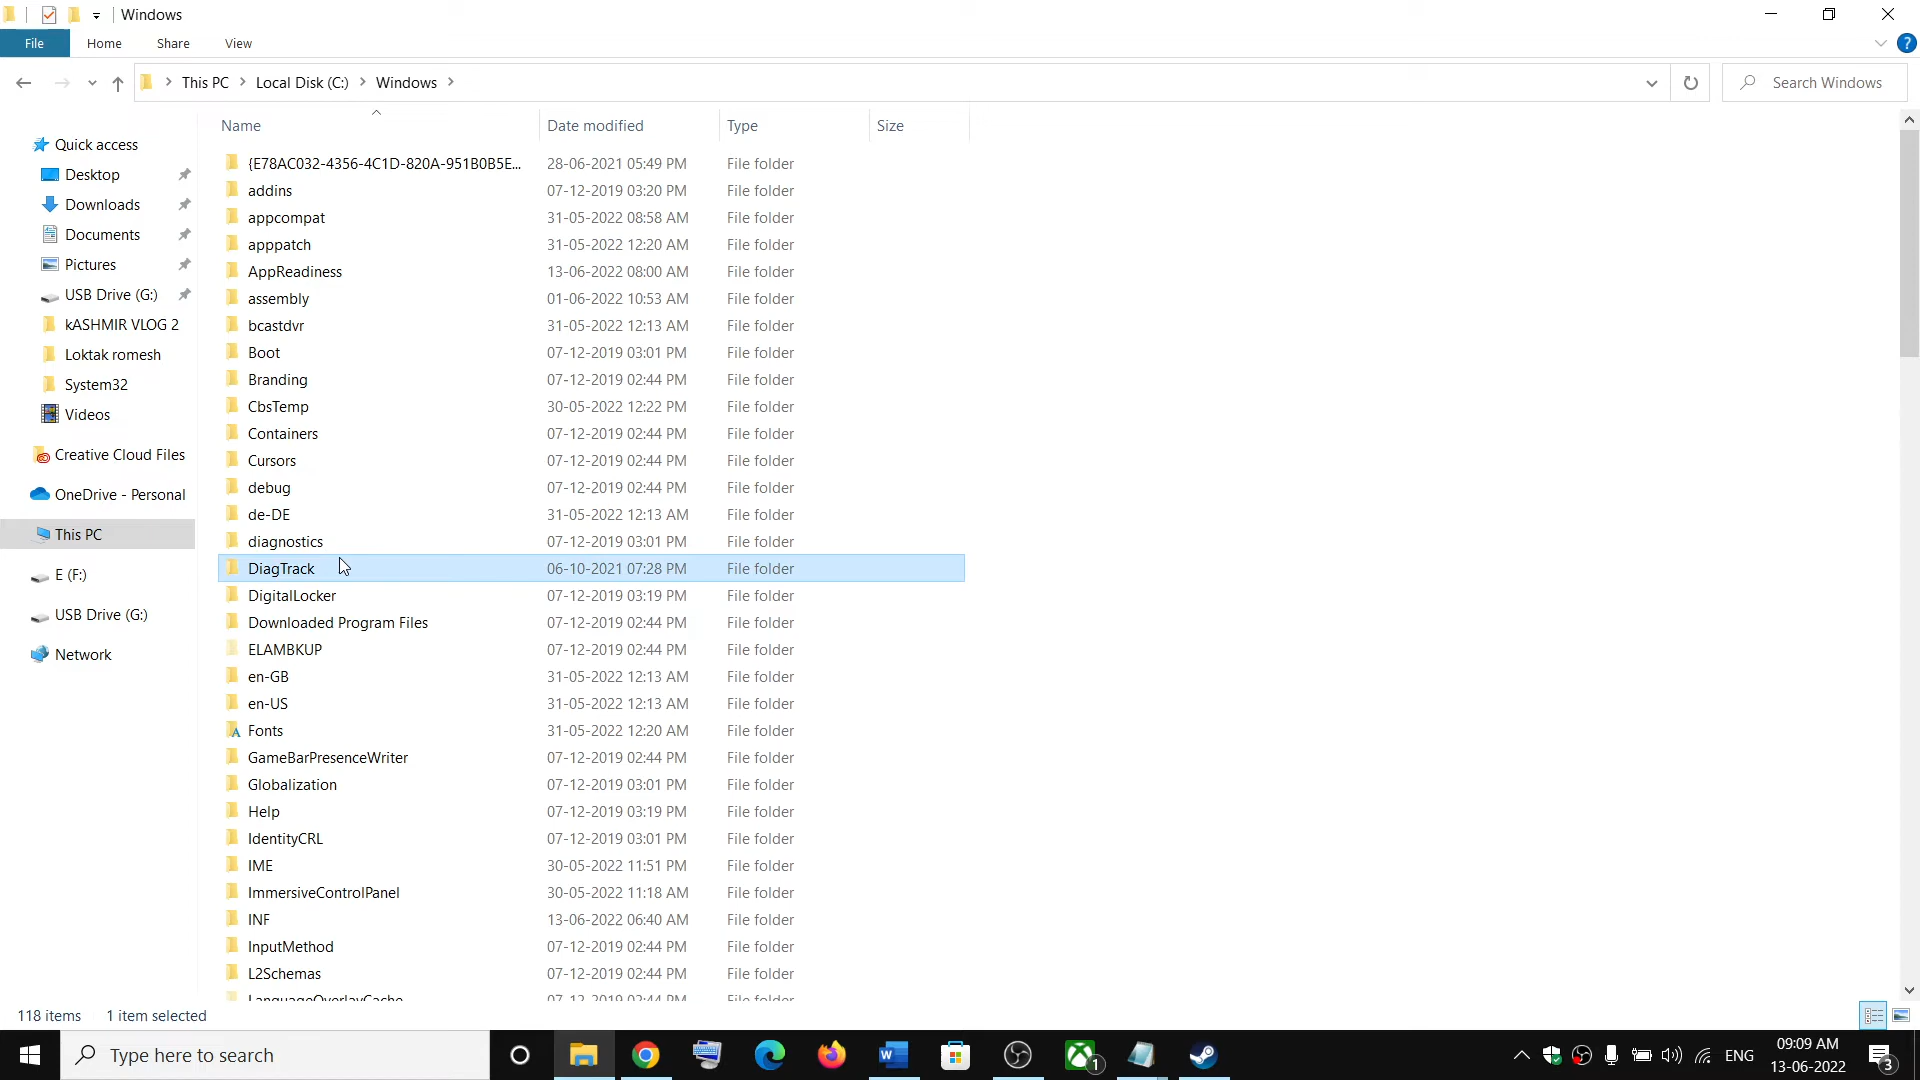 Windows
File Home Share View
This PC Local Disk (C:) Windows
Search Windows
Name Date modified Type Size
Quick access
Desktop
Downloads
Documents
Pictures
USB Drive (G:)
kASHMIR VLOG 2
Loktak romesh
System32
Videos
Creative Cloud Files
OneDrive - Personal
This PC
E (F:)
USB Drive (G:)
Network
{E78AC032-4356-4C1D-820A-951B0B5E... 28-06-2021 05:49 PM File folder
addins 07-12-2019 03:20 PM File folder
appcompat 31-05-2022 08:58 AM File folder
apppatch 31-05-2022 12:20 AM File folder
AppReadiness 13-06-2022 08:00 AM File folder
assembly 01-06-2022 10:53 AM File folder
bcastdvr 31-05-2022 12:13 AM File folder
Boot 07-12-2019 03:01 PM File folder
Branding 07-12-2019 02:44 PM File folder
CbsTemp 30-05-2022 12:22 PM File folder
Containers 07-12-2019 02:44 PM File folder
Cursors 07-12-2019 02:44 PM File folder
debug 07-12-2019 02:44 PM File folder
de-DE 31-05-2022 12:13 AM File folder
diagnostics 07-12-2019 03:01 PM File folder
DiagTrack 06-10-2021 07:28 PM File folder
DigitalLocker 07-12-2019 03:19 PM File folder
Downloaded Program Files 07-12-2019 02:44 PM File folder
ELAMBKUP 07-12-2019 02:44 PM File folder
en-GB 31-05-2022 12:13 AM File folder
en-US 31-05-2022 12:13 AM File folder
Fonts 31-05-2022 12:20 AM File folder
GameBarPresenceWriter 07-12-2019 02:44 PM File folder
Globalization 07-12-2019 03:01 PM File folder
Help 07-12-2019 03:19 PM File folder
IdentityCRL 07-12-2019 03:01 PM File folder
IME 30-05-2022 11:51 PM File folder
ImmersiveControlPanel 30-05-2022 11:18 AM File folder
INF 13-06-2022 06:40 AM File folder
InputMethod 07-12-2019 02:44 PM File folder
L2Schemas 07-12-2019 02:44 PM File folder
LanguageOverlayCache 07-12-2019 02:44 PM File folder
118 items 1 item selected
Type here to search
1
ENG
09:09 AM
13-06-2022
3